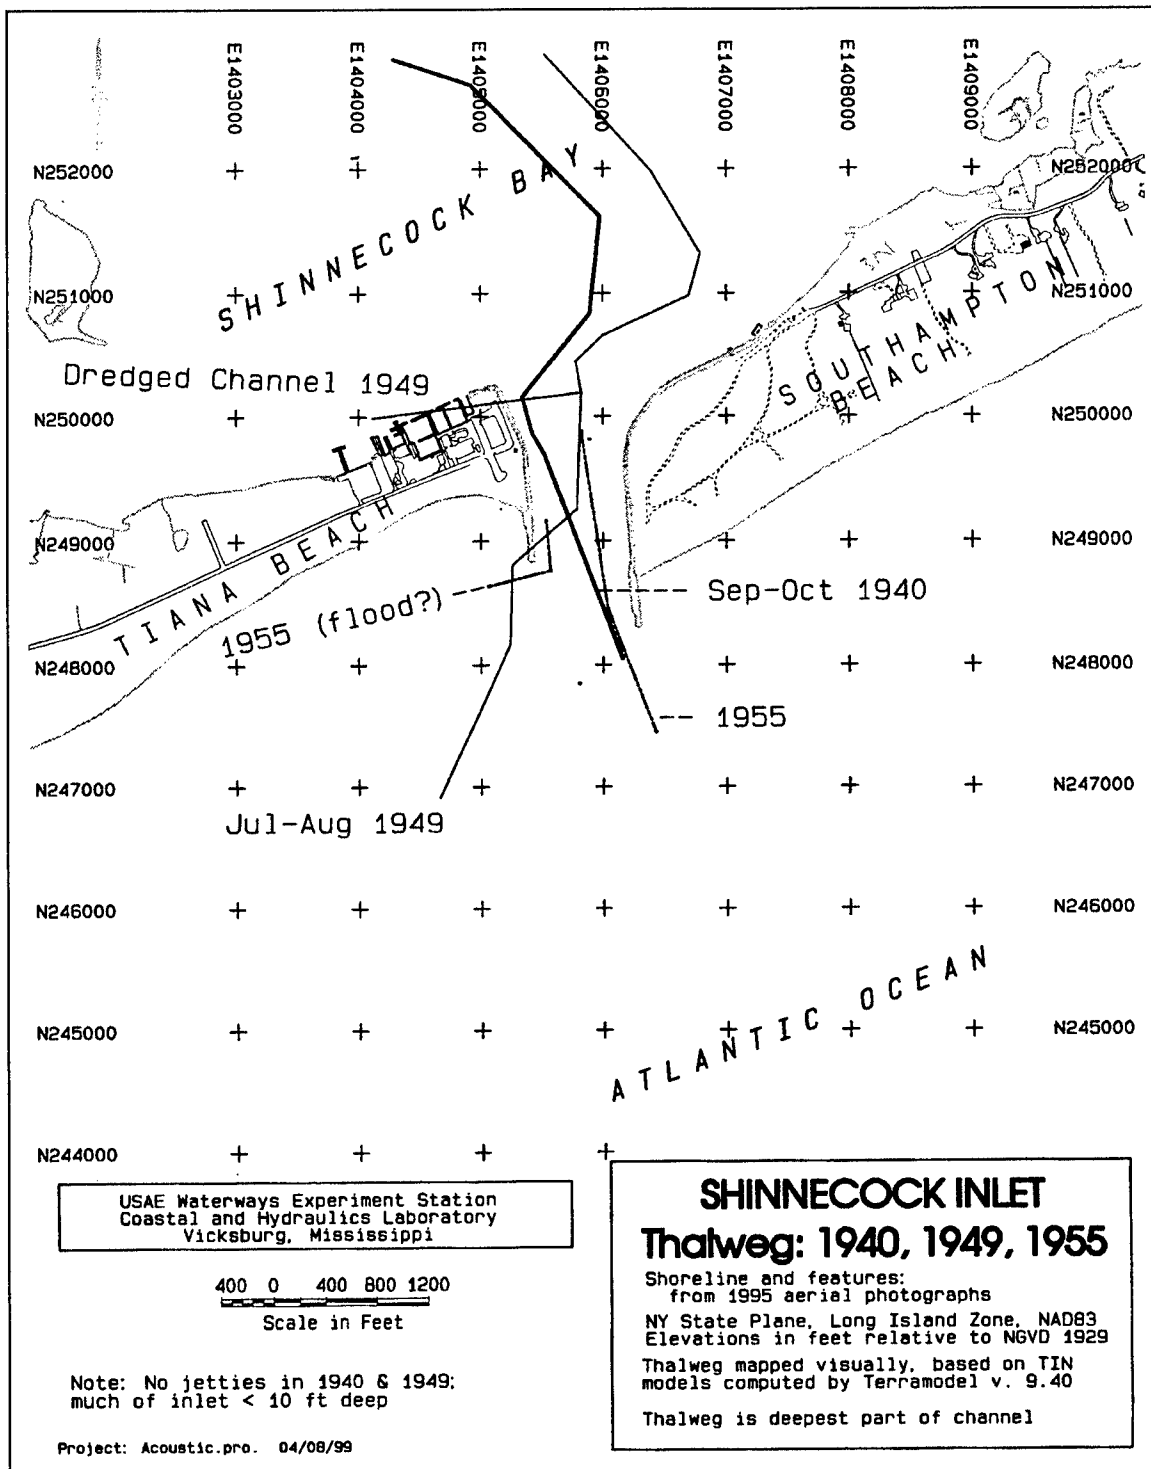 E1403000
E1404000
E1405000
E1406000
E1407000
E1408000
E1409000
N252000
N252000
SHINNECOCK BAY
N251000
N251000
SOUTHAMPTON
BEACH
Dredged Channel 1949
N250000
N250000
N249000
N249000
TIANA BEACH
1955 (flood?)
Sep-Oct 1940
N248000
N248000
1955
N247000
N247000
Jul-Aug 1949
N246000
N246000
ATLANTIC OCEAN
N245000
N245000
N244000
USAE Waterways Experiment Station
Coastal and Hydraulics Laboratory
Vicksburg, Mississippi
400 0 400 800 1200
Scale in Feet
Note: No jetties in 1940 & 1949;
much of inlet < 10 ft deep
Project: Acoustic.pro. 04/08/99
SHINNECOCK INLET
Thalweg: 1940, 1949, 1955
Shoreline and features:
from 1995 aerial photographs
NY State Plane, Long Island Zone, NAD83
Elevations in feet relative to NGVD 1929
Thalweg mapped visually, based on TIN
models computed by Terramodel v. 9.40
Thalweg is deepest part of channel